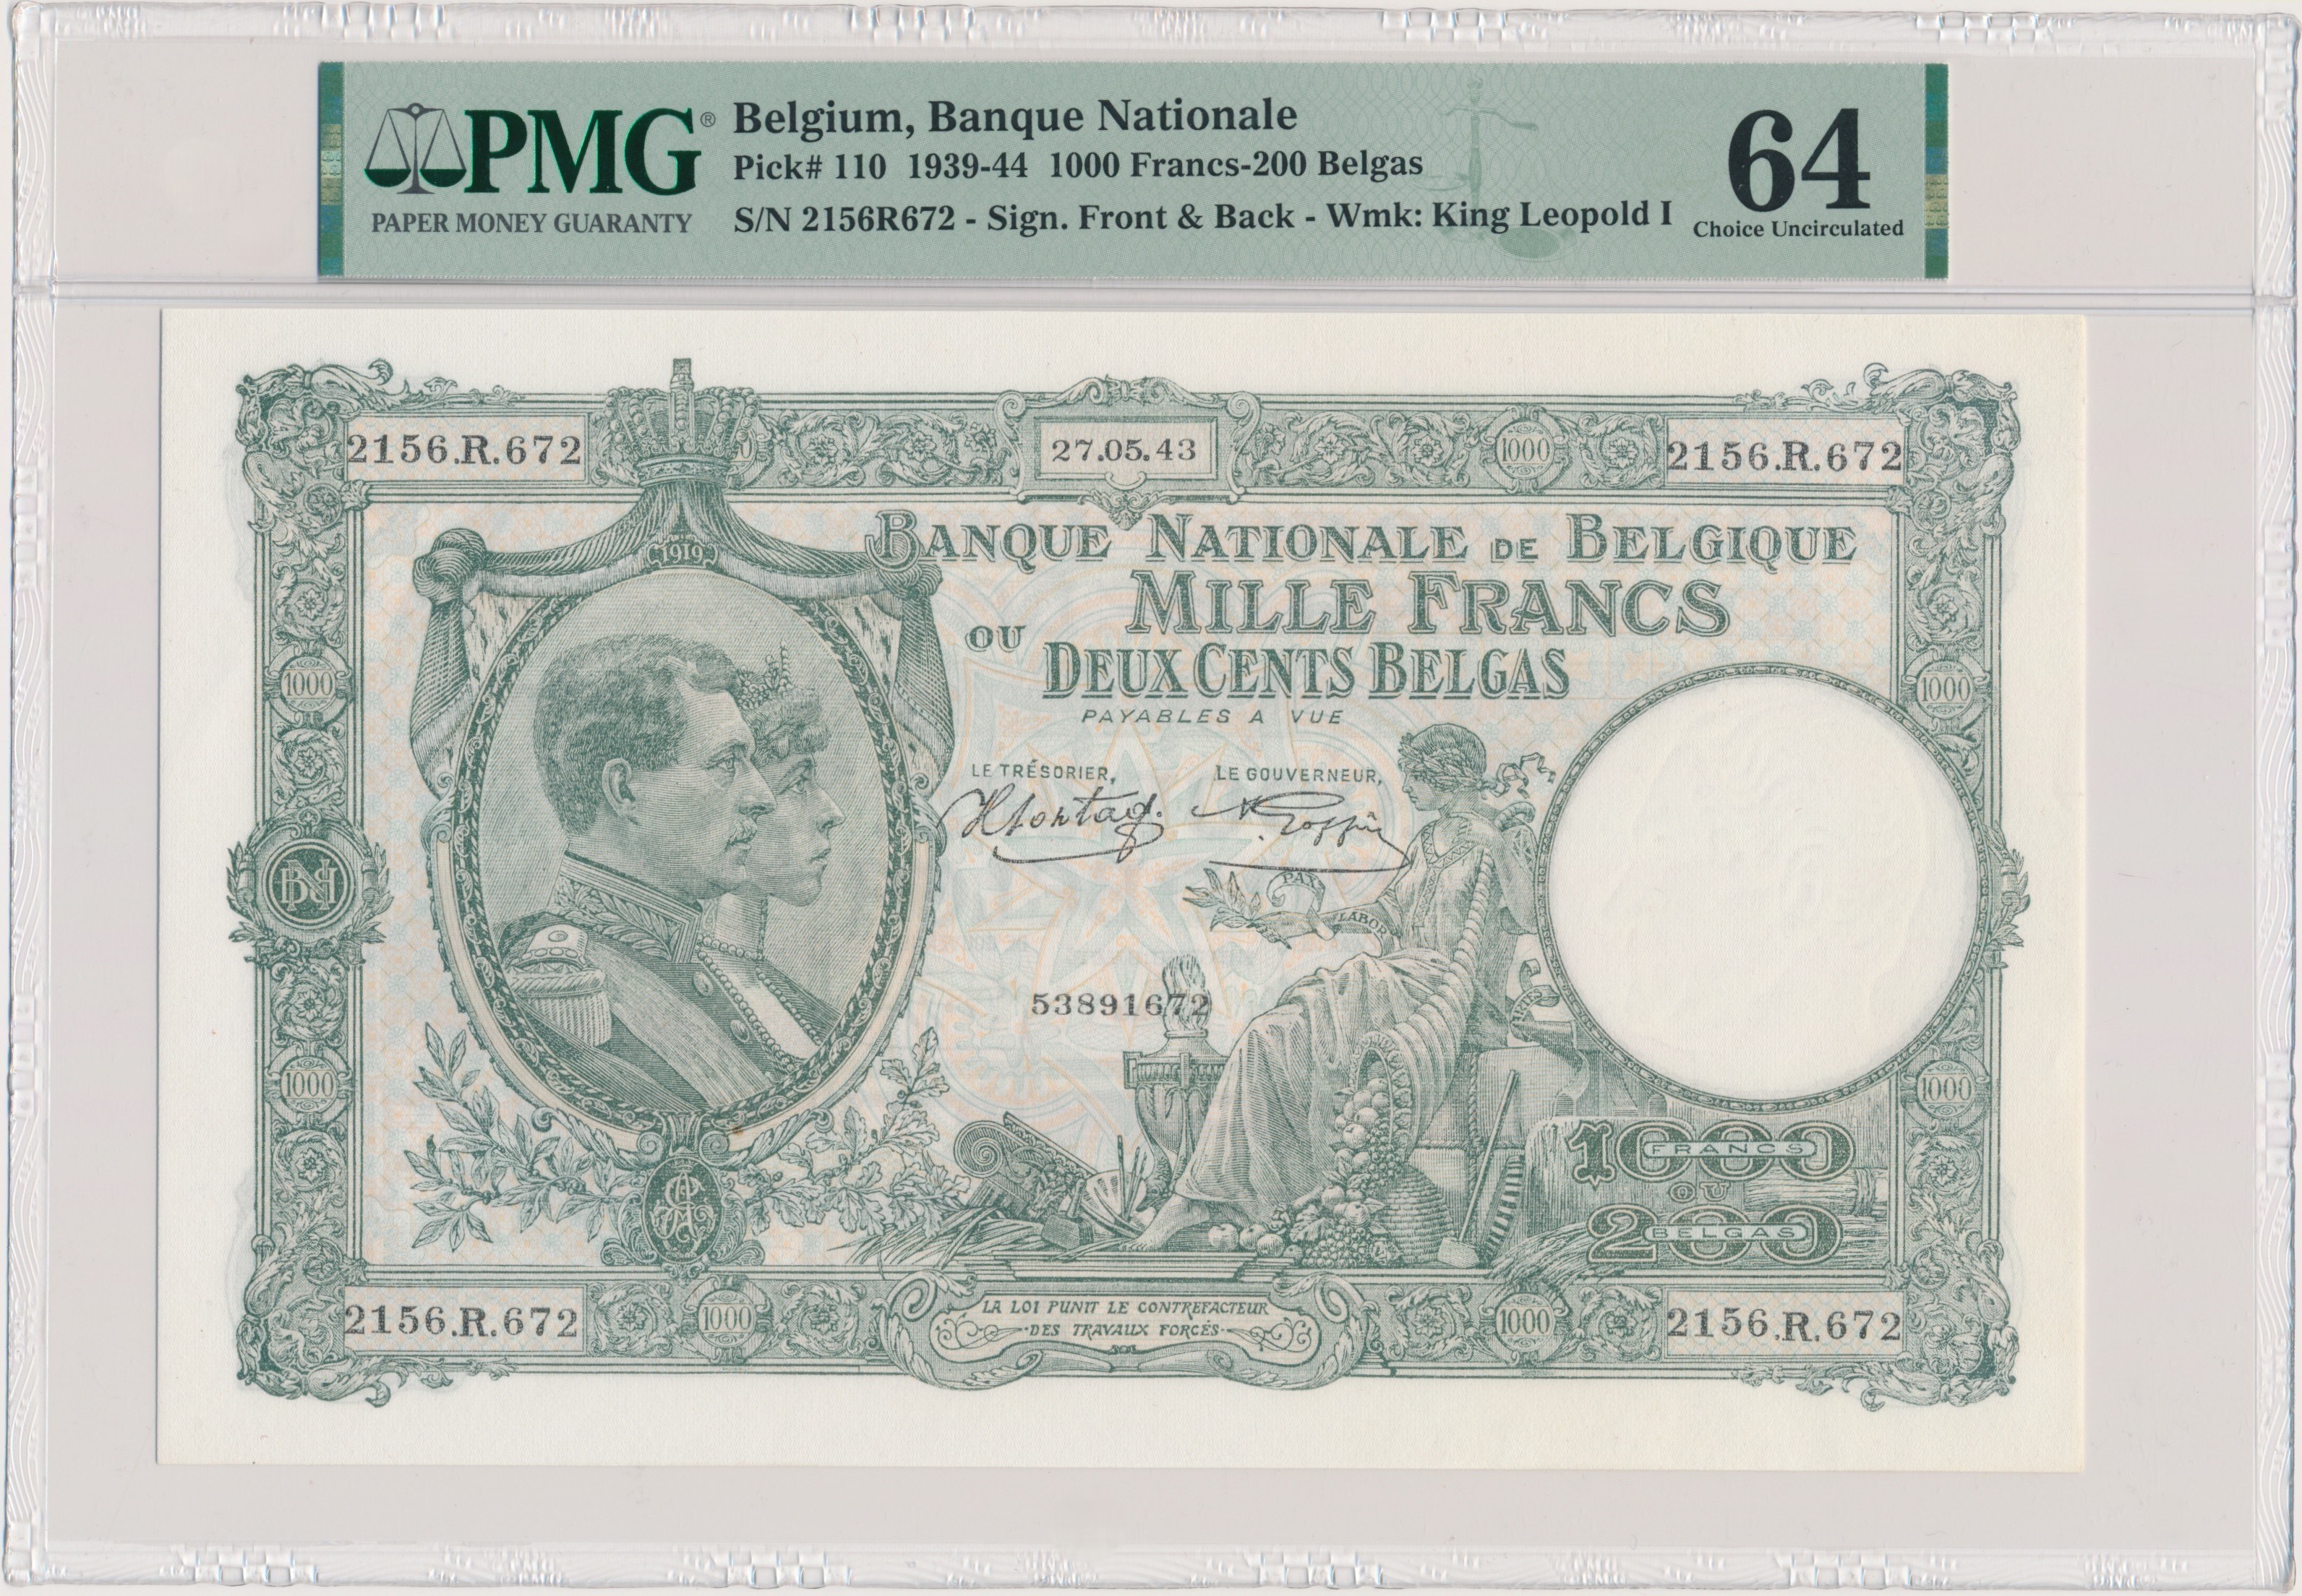 PMG®
PAPER MONEY GUARANTY
Belgium, Banque Nationale
Pick# 110 1939-44 1000 Francs-200 Belgas
S/N 2156R672 - Sign. Front & Back - Wmk: King Leopold I
64
Choice Uncirculated
2156.R.672
27.05.43
1000
2156.R.672
1919
BANQUE NATIONALE DE BELGIQUE
MILLE FRANCS
OU
DEUX CENTS BELGAS
PAYABLES A VUE
1000
1000
LE TRÉSORIER,
LE GOUVERNEUR,
BN
PAX
LABOR
53891672
1000
1000
1000
FRANCS
OU
200
BELGAS
2156.R.672
1000
LA LOI PUNIT LE CONTREFACTEUR
DES TRAVAUX FORCÉS
1000
2156.R.672